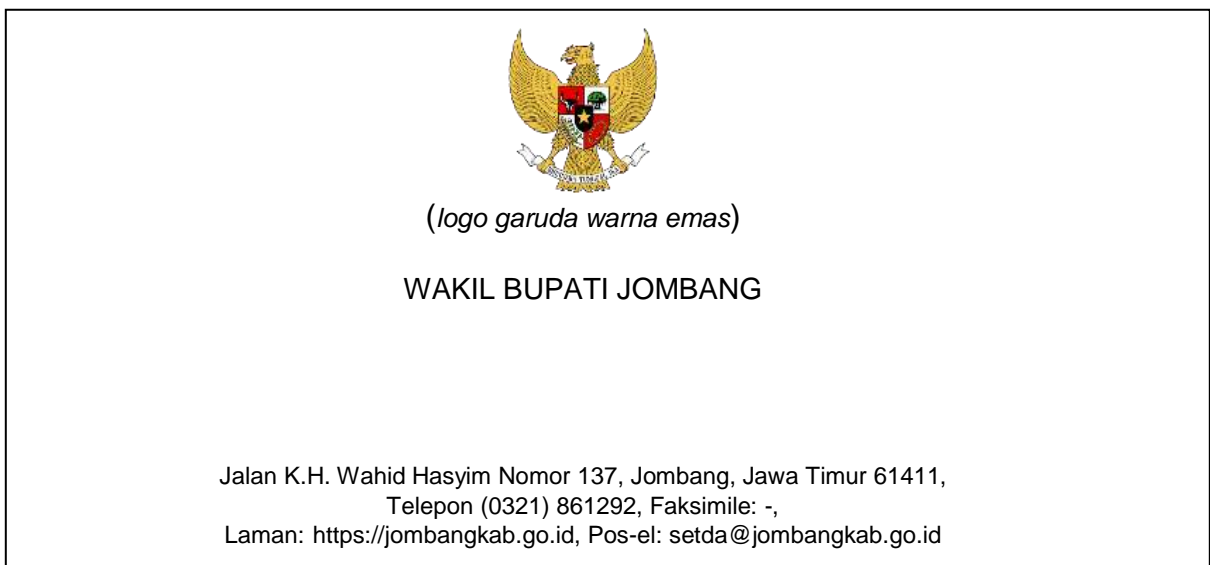 (logo garuda warna emas)
WAKIL BUPATI JOMBANG
Jalan K.H. Wahid Hasyim Nomor 137, Jombang, Jawa Timur 61411,
Telepon (0321) 861292, Faksimile: -,
Laman: https://jombangkab.go.id, Pos-el: setda@jombangkab.go.id